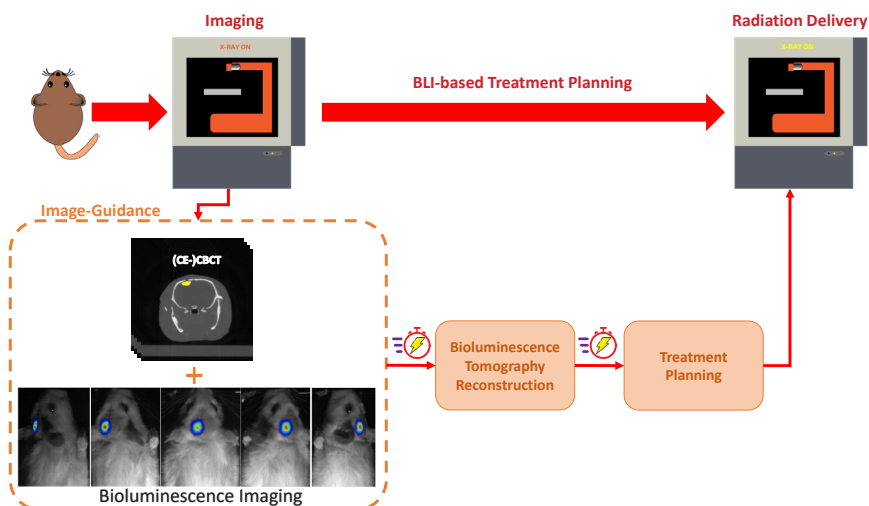 Imaging
Radiation Delivery
X-RAY ON
X-RAY ON
BLI-based Treatment Planning
Image-Guidance
(CE-)CBCT
+
Bioluminescence
Tomography
Reconstruction
Treatment
Planning
Bioluminescence Imaging